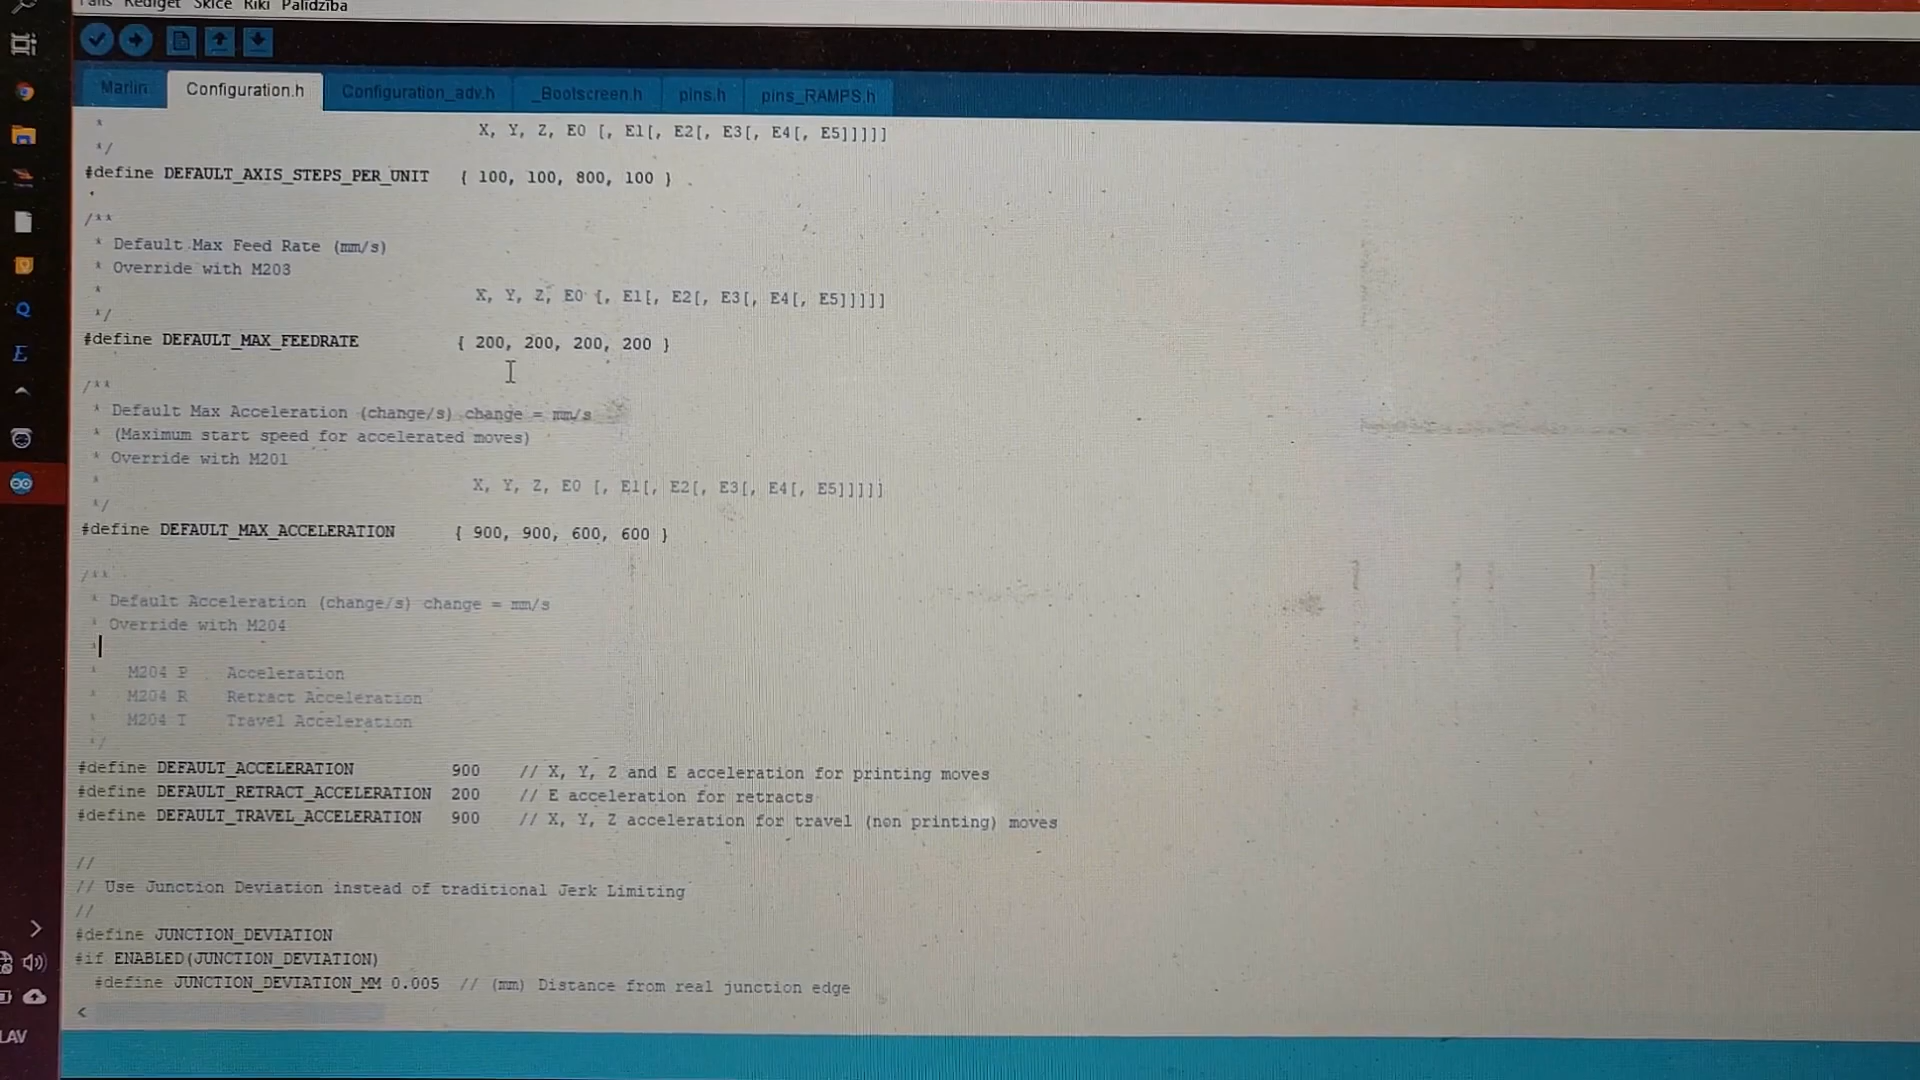 Fails Rediģēt Skice Rīki Palīdzība
Marlin Configuration.h Configuration_adv.h _Bootscreen.h pins.h pins_RAMPS.h
* X, Y, Z, E0 [, E1[, E2[, E3[, E4[, E5]]]]]
*/
#define DEFAULT_AXIS_STEPS_PER_UNIT { 100, 100, 800, 100 }
/**
* Default Max Feed Rate (mm/s)
* Override with M203
* X, Y, Z, E0 [, E1[, E2[, E3[, E4[, E5]]]]]
*/
#define DEFAULT_MAX_FEEDRATE { 200, 200, 200, 200 }
/**
* Default Max Acceleration (change/s) change = mm/s
* (Maximum start speed for accelerated moves)
* Override with M201
* X, Y, Z, E0 [, E1[, E2[, E3[, E4[, E5]]]]]
*/
#define DEFAULT_MAX_ACCELERATION { 900, 900, 600, 600 }
/**
* Default Acceleration (change/s) change = mm/s
* Override with M204
*
* M204 P Acceleration
* M204 R Retract Acceleration
* M204 T Travel Acceleration
*/
#define DEFAULT_ACCELERATION 900 // X, Y, Z and E acceleration for printing moves
#define DEFAULT_RETRACT_ACCELERATION 200 // E acceleration for retracts
#define DEFAULT_TRAVEL_ACCELERATION 900 // X, Y, Z acceleration for travel (non printing) moves
//
// Use Junction Deviation instead of traditional Jerk Limiting
//
#define JUNCTION_DEVIATION
#if ENABLED(JUNCTION_DEVIATION)
#define JUNCTION_DEVIATION_MM 0.005 // (mm) Distance from real junction edge
LAV